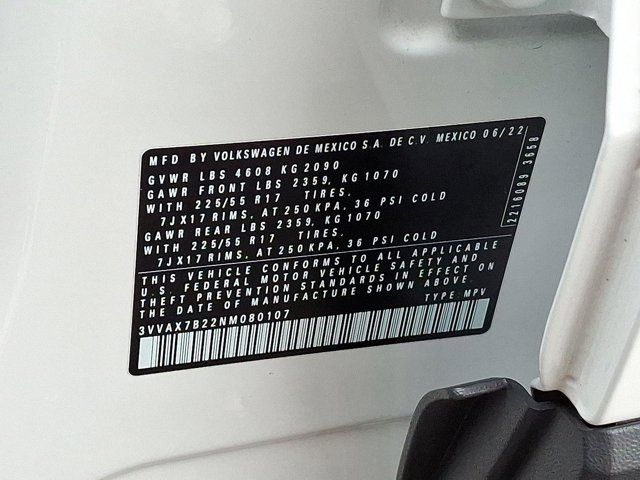 MFD BY VOLKSWAGEN DE MEXICO S.A. DE C.V. MEXICO 06/22
GVWR LBS 4608 KG 2090
GAWR FRONT LBS 2359, KG 1070
WITH 225/55 R17 TIRES.
7JX17 RIMS, AT 250 KPA, 36 PSI COLD
GAWR REAR LBS 2359, KG 1070
WITH 225/55 R17 TIRES.
7JX17 RIMS, AT 250 KPA, 36 PSI COLD
THIS VEHICLE CONFORMS TO ALL APPLICABLE
U.S. FEDERAL MOTOR VEHICLE SAFETY AND
THEFT PREVENTION STANDARDS IN EFFECT ON
THE DATE OF MANUFACTURE SHOWN ABOVE.
3VVAX7B22NM080107 TYPE: MPV
2216089 3658